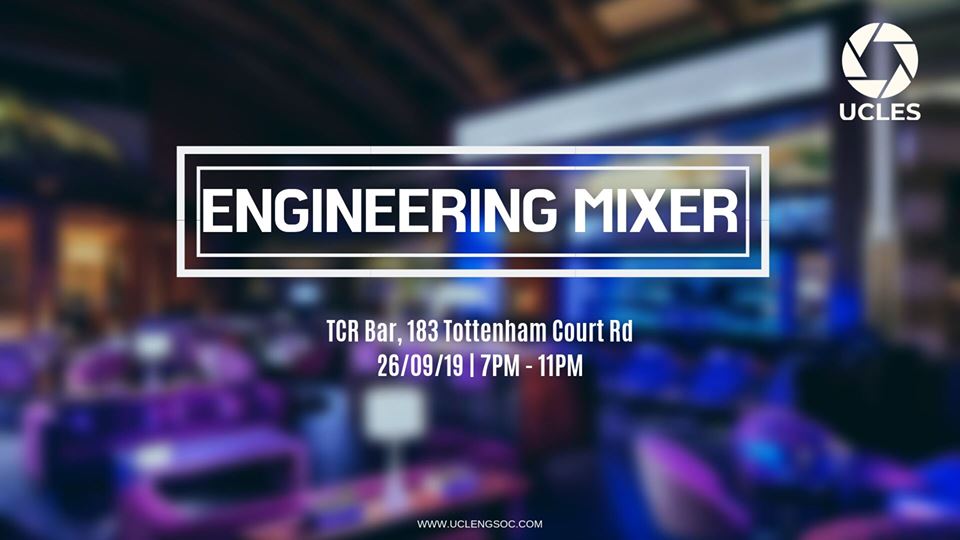 UCLES
ENGINEERING MIXER
TCR Bar, 183 Tottenham Court Rd
26/09/19 | 7PM - 11PM
WWW.UCLENGSOC.COM